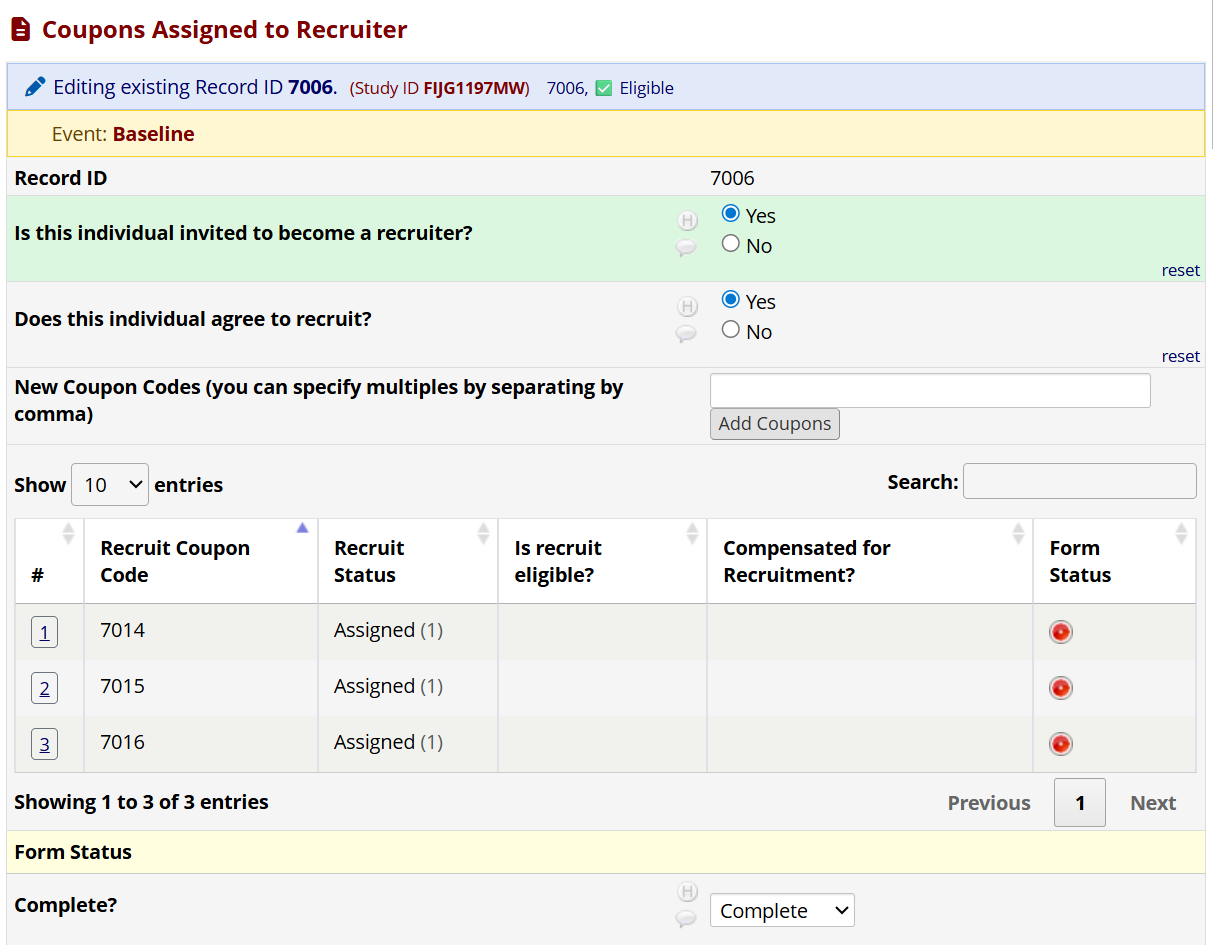 Coupons Assigned to Recruiter
Editing existing Record ID 7006. (Study ID FIJG1197MW) 7006, ✅ Eligible
Event: Baseline
Record ID 7006
Is this individual invited to become a recruiter?
H
Yes
No
reset
Does this individual agree to recruit?
H
Yes
No
reset
New Coupon Codes (you can specify multiples by separating by
comma)
Add Coupons
Show 10 entries Search:
# Recruit Coupon Code Recruit Status Is recruit eligible? Compensated for Recruitment? Form Status
1 7014 Assigned (1)
2 7015 Assigned (1)
3 7016 Assigned (1)
Showing 1 to 3 of 3 entries Previous 1 Next
Form Status
Complete? H Complete